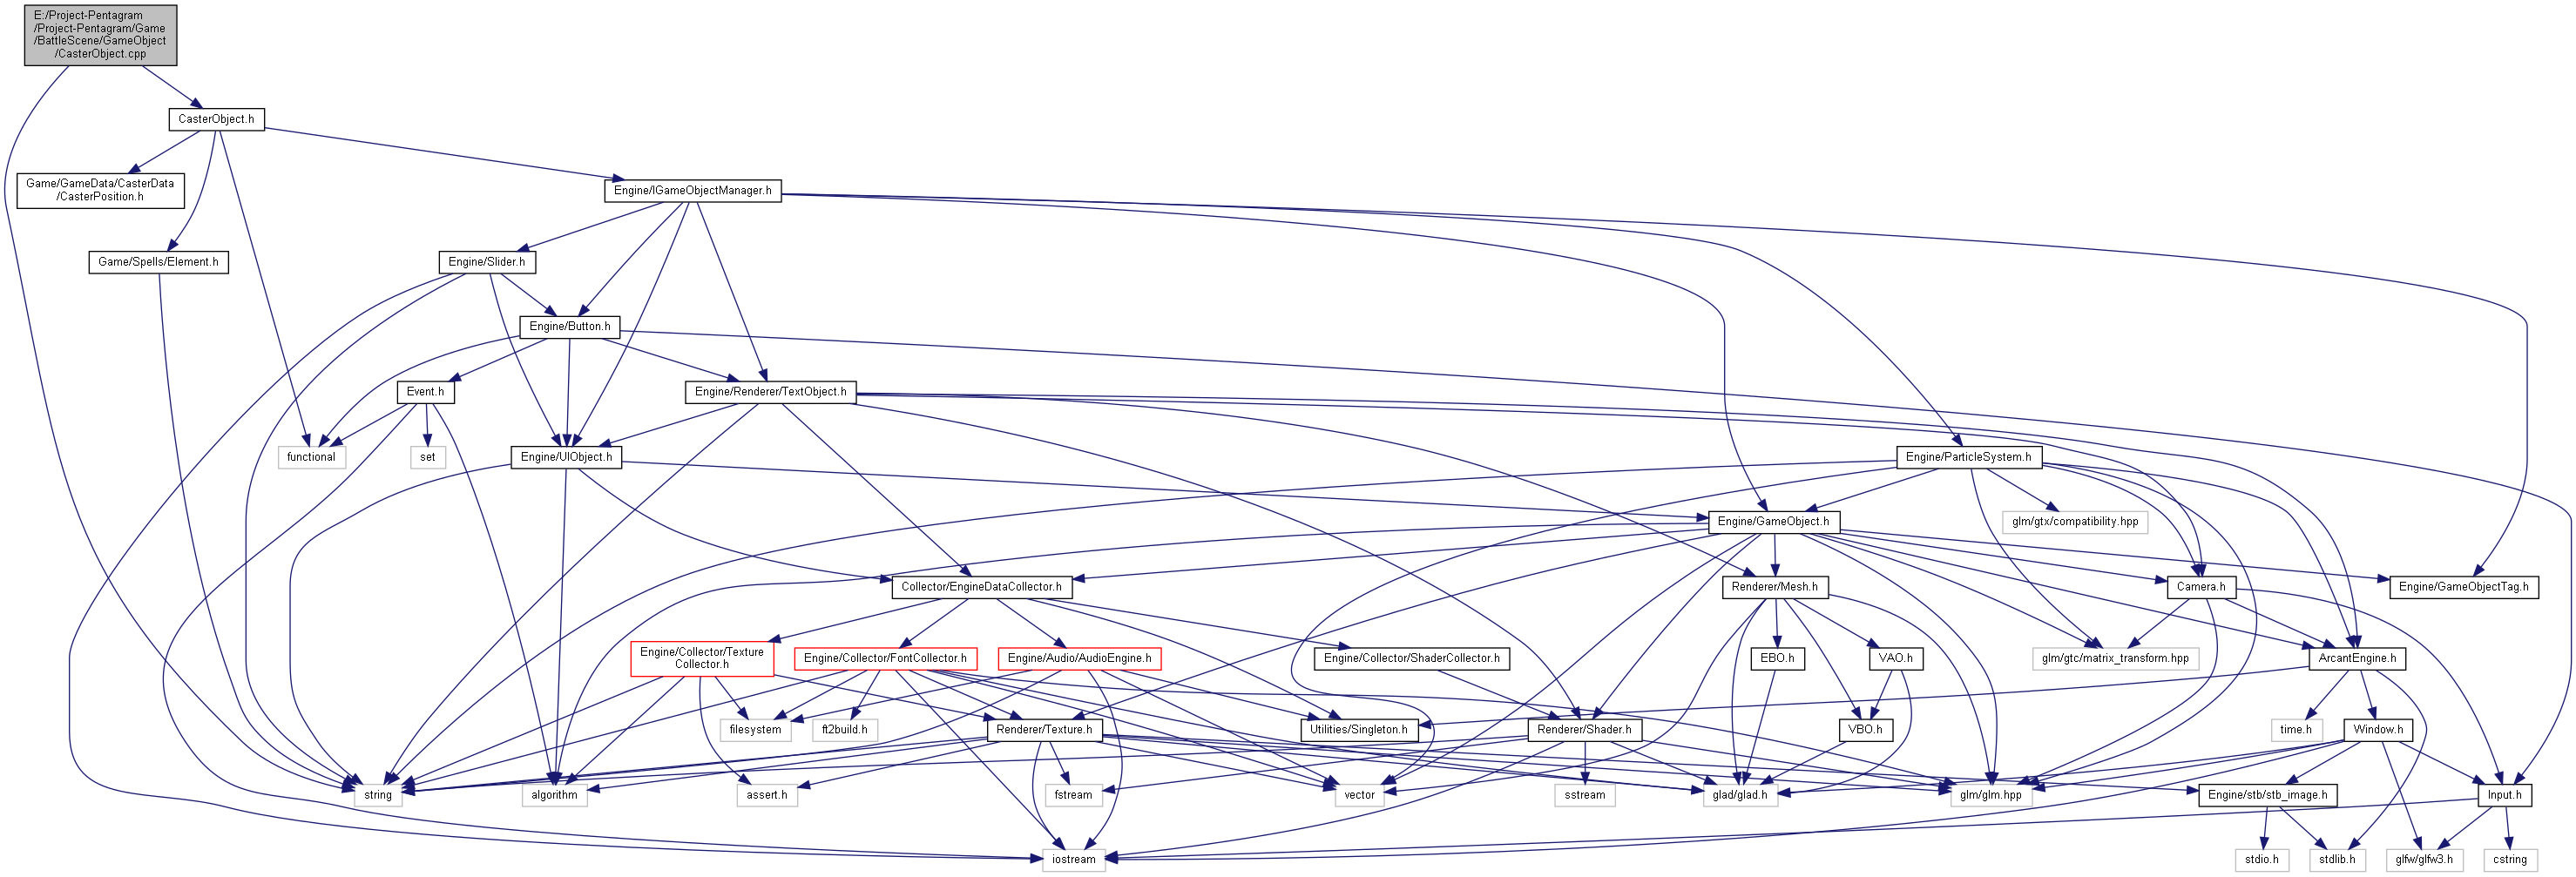 E:/Project-Pentagram
/Project-Pentagram/Game
/BattleScene/GameObject
/CasterObject.cpp
CasterObject.h
Game/GameData/CasterData
/CasterPosition.h
Engine/IGameObjectManager.h
Game/Spells/Element.h
Engine/Slider.h
Engine/Button.h
Event.h
Engine/Renderer/TextObject.h
functional
set
Engine/UIObject.h
Engine/ParticleSystem.h
Engine/GameObject.h
glm/gtx/compatibility.hpp
Collector/EngineDataCollector.h
Renderer/Mesh.h
Camera.h
Engine/GameObjectTag.h
Engine/Collector/Texture
Collector.h
Engine/Collector/FontCollector.h
Engine/Audio/AudioEngine.h
Engine/Collector/ShaderCollector.h
EBO.h
VAO.h
glm/gtc/matrix_transform.hpp
ArcantEngine.h
filesystem
ft2build.h
Renderer/Texture.h
Utilities/Singleton.h
Renderer/Shader.h
VBO.h
time.h
Window.h
string
algorithm
assert.h
fstream
vector
sstream
glad/glad.h
glm/glm.hpp
Engine/stb/stb_image.h
Input.h
iostream
stdio.h
stdlib.h
glfw/glfw3.h
cstring